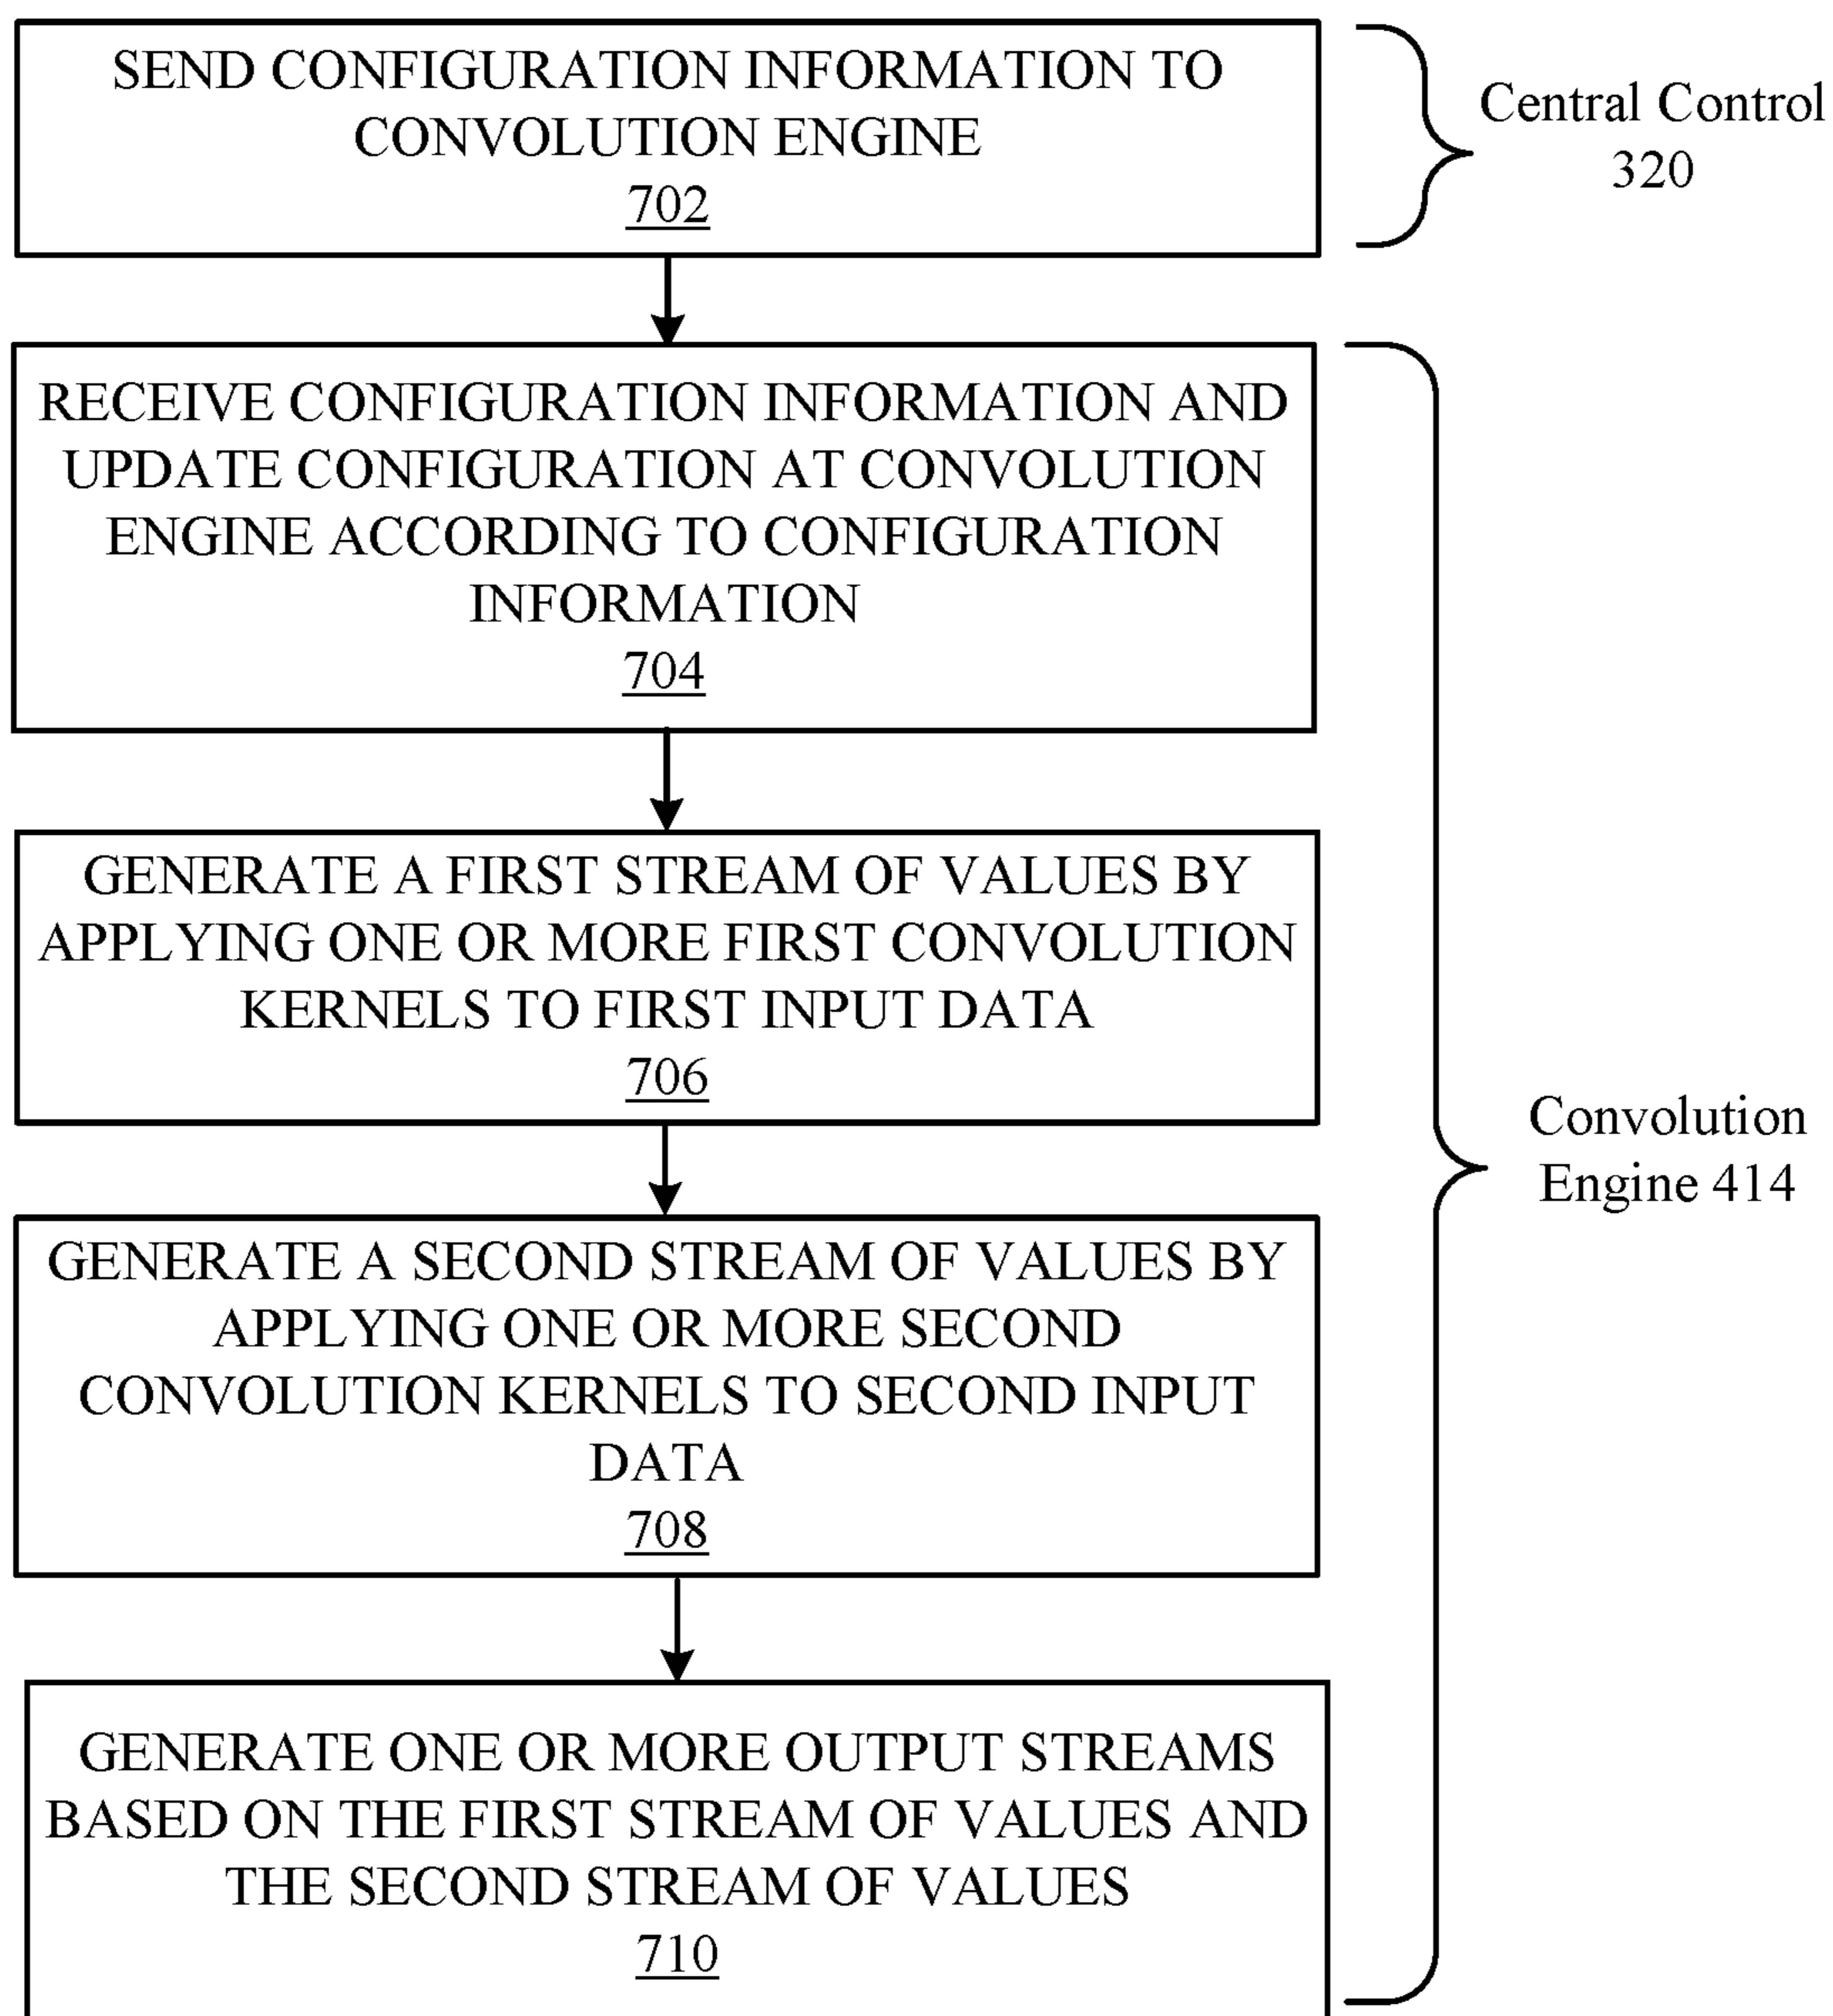 SEND CONFIGURATION INFORMATION TO
CONVOLUTION ENGINE
702
Central Control
320
RECEIVE CONFIGURATION INFORMATION AND
UPDATE CONFIGURATION AT CONVOLUTION
ENGINE ACCORDING TO CONFIGURATION
INFORMATION
704
GENERATE A FIRST STREAM OF VALUES BY
APPLYING ONE OR MORE FIRST CONVOLUTION
KERNELS TO FIRST INPUT DATA
706
Convolution
Engine 414
GENERATE A SECOND STREAM OF VALUES BY
APPLYING ONE OR MORE SECOND
CONVOLUTION KERNELS TO SECOND INPUT
DATA
708
GENERATE ONE OR MORE OUTPUT STREAMS
BASED ON THE FIRST STREAM OF VALUES AND
THE SECOND STREAM OF VALUES
710